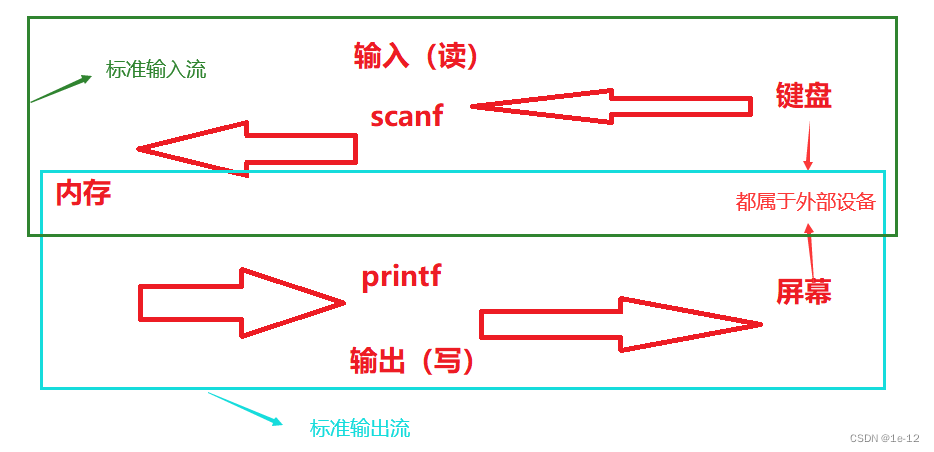 输入（读）
标准输入流
键盘
scanf
内存
都属于外部设备
printf
屏幕
输出（写）
标准输出流
CSDN @1e-12